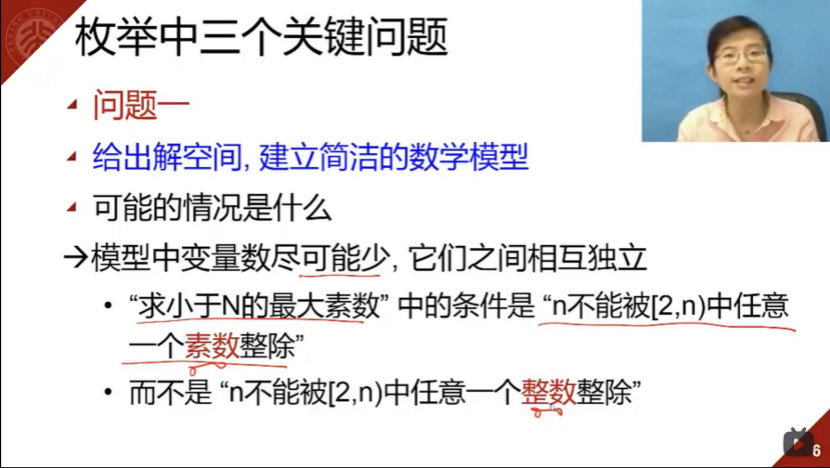 枚举中三个关键问题
问题一
给出解空间, 建立简洁的数学模型
可能的情况是什么
→模型中变量数尽可能少, 它们之间相互独立
• “求小于N的最大素数” 中的条件是 “n不能被[2,n)中任意
一个素数整除”
• 而不是 “n不能被[2,n)中任意一个整数整除”
6